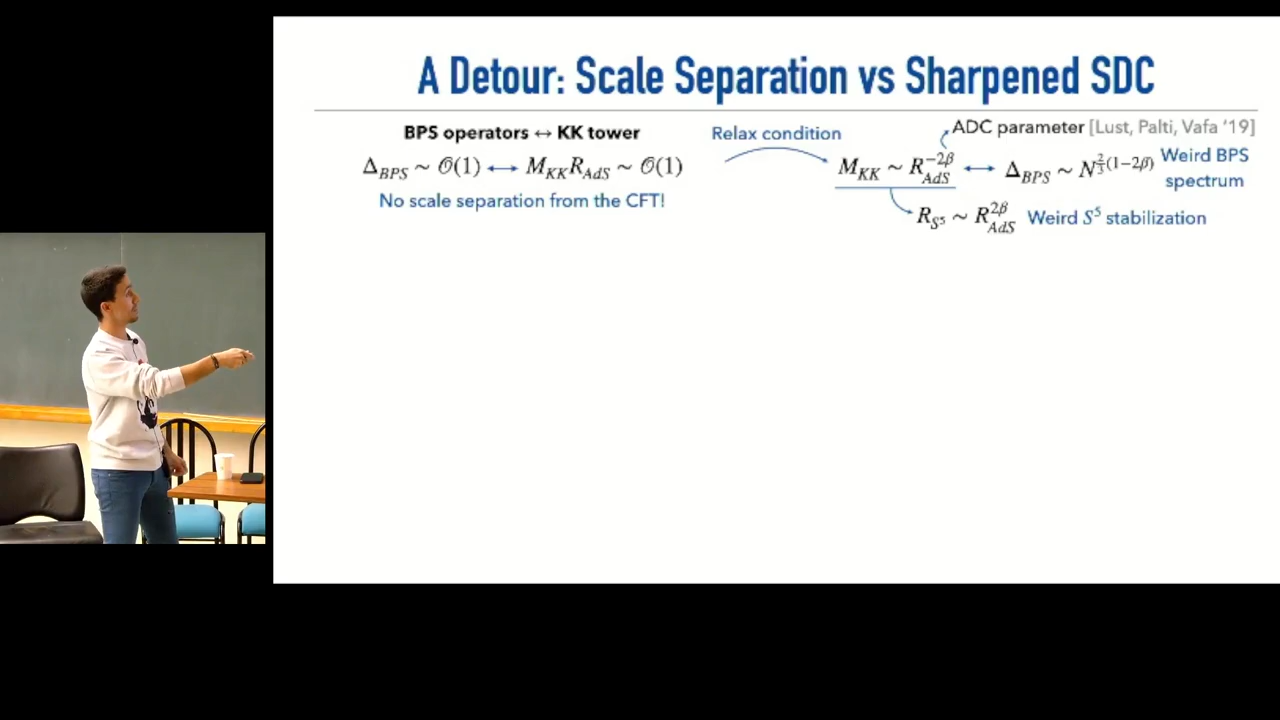 A Detour: Scale Separation vs Sharpened SDC
BPS operators ↔ KK tower
Δ_BPS ~ 𝒪(1) ⟷ M_KK R_AdS ~ 𝒪(1)
No scale separation from the CFT!
Relax condition
ADC parameter [Lust, Palti, Vafa '19]
M_KK ~ R_AdS^{-2β} ⟷ Δ_BPS ~ N^{\frac{2}{3}(1-2β)}
Weird BPS
spectrum
R_{S^5} ~ R_AdS^{2β} Weird S^5 stabilization